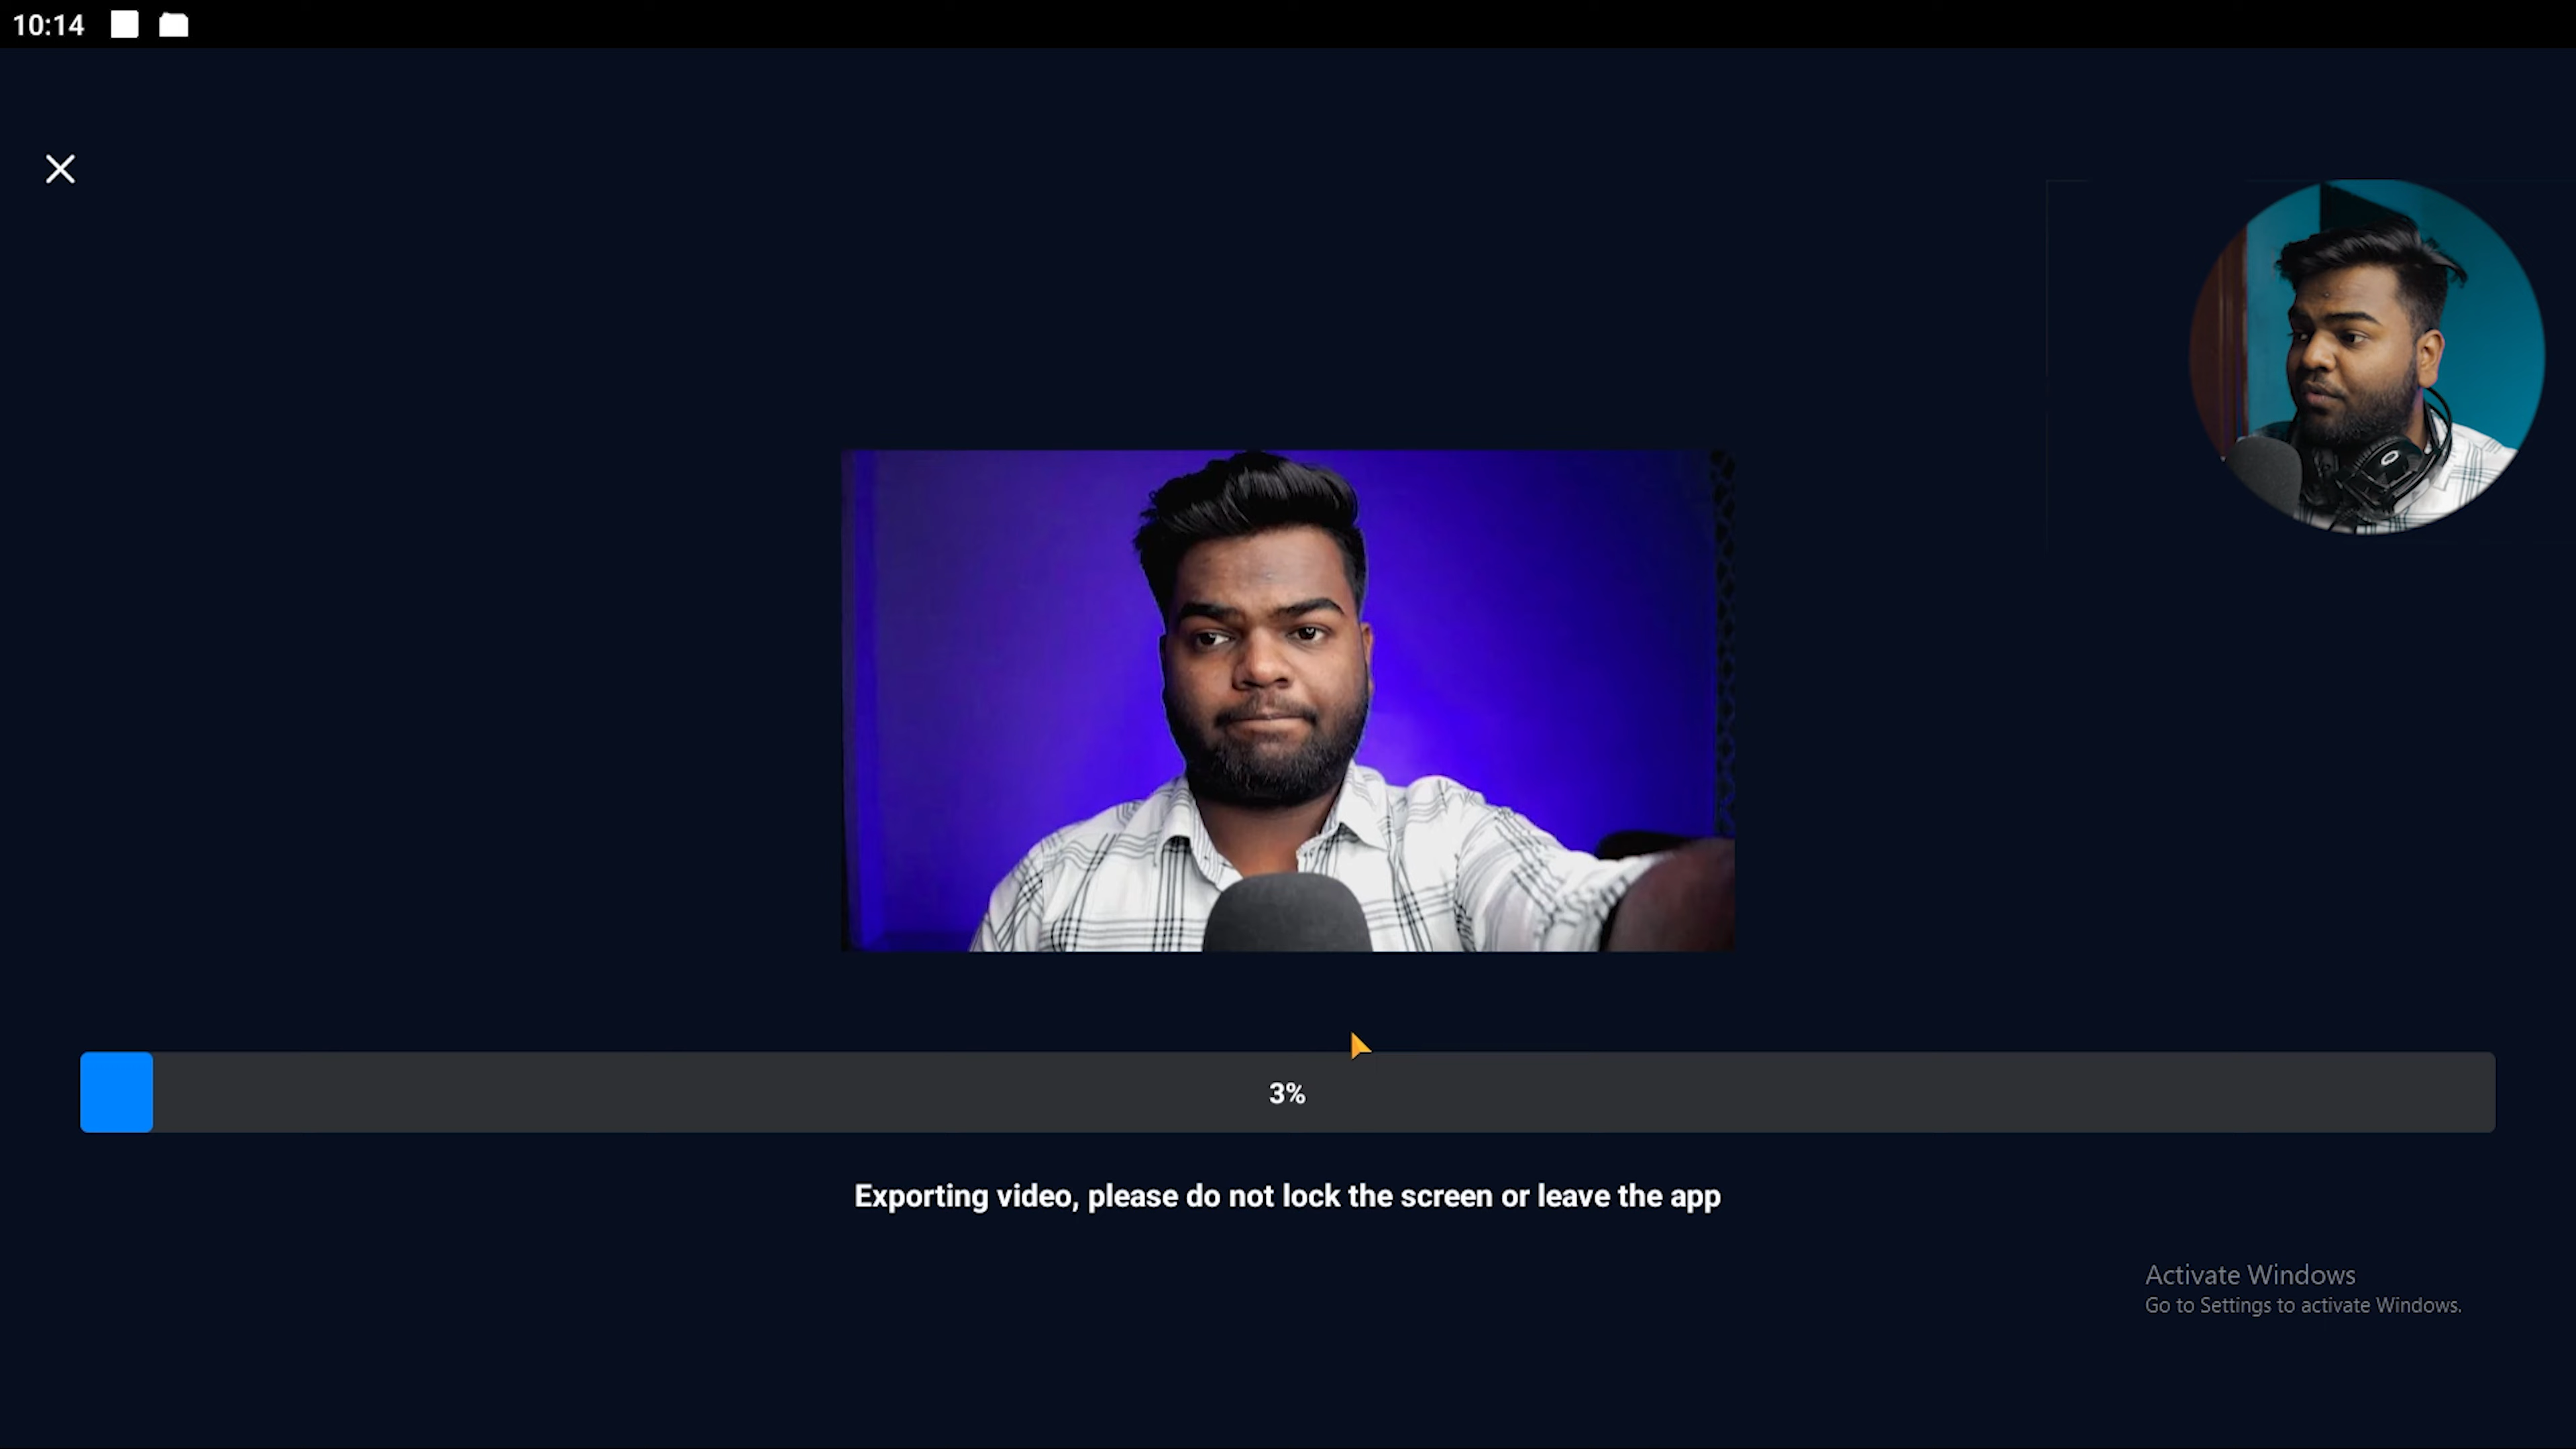 10:14
3%
Exporting video, please do not lock the screen or leave the app
Activate Windows
Go to Settings to activate Windows.